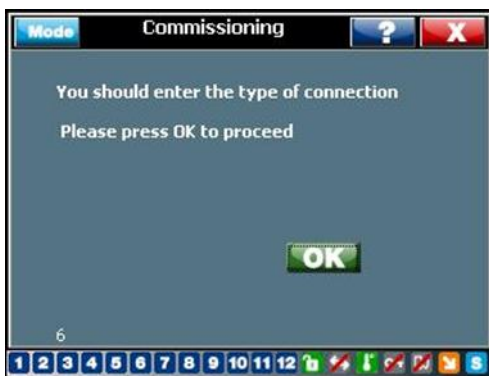 Mode Commissioning ? X
You should enter the type of connection
Please press OK to proceed
OK
6
1 2 3 4 5 6 7 8 9 10 11 12 S